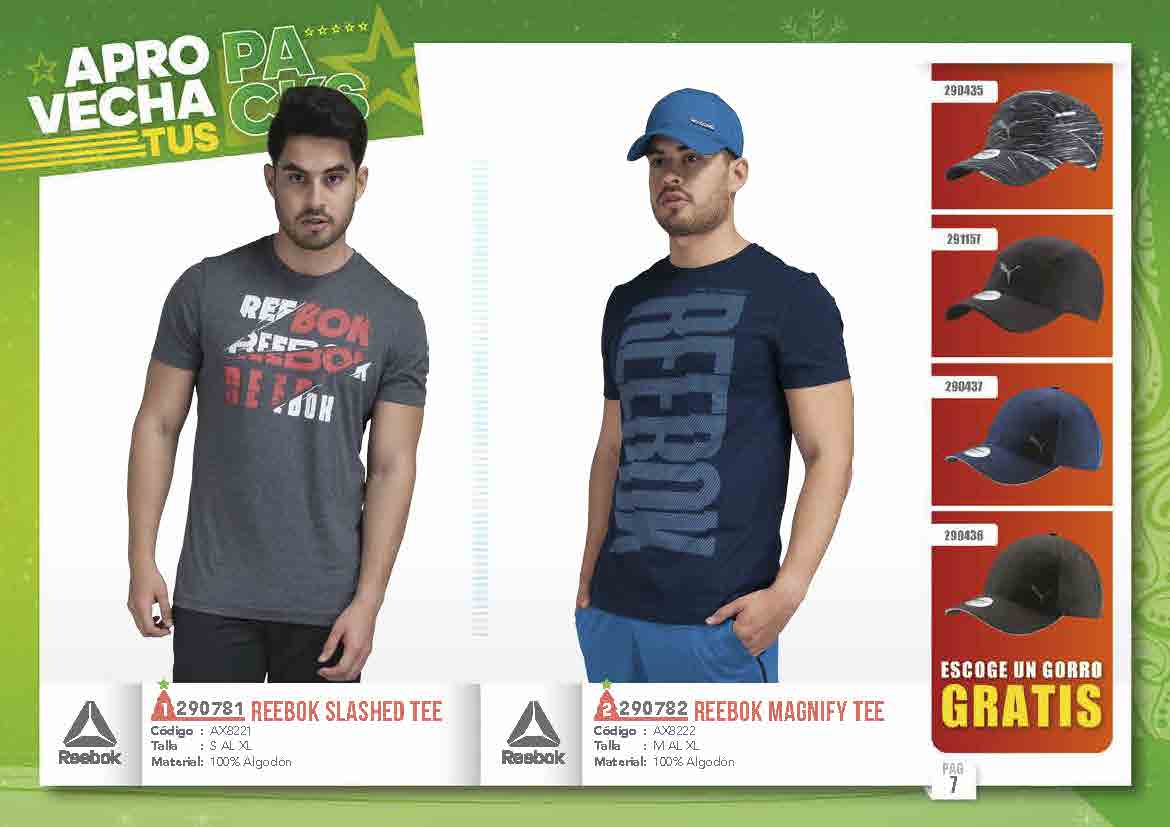 APRO
VECHA
TUS
PA
CKS
REEBOK
REEBOK
REEBOK
REEBOK
1 290781 REEBOK SLASHED TEE
Código : AX8221
Talla : S AL XL
Material: 100% Algodón
Reebok
2 290782 REEBOK MAGNIFY TEE
Código : AX8222
Talla : M AL XL
Material: 100% Algodón
Reebok
290435
291157
290437
290436
ESCOGE UN GORRO
GRATIS
PAG
7